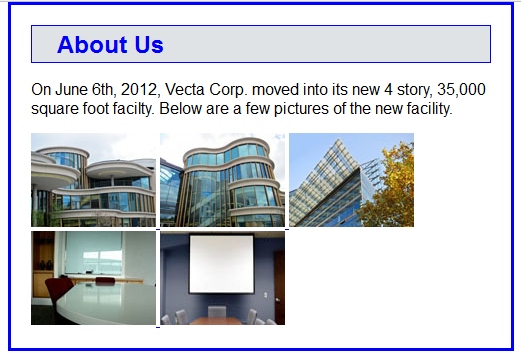 About Us
On June 6th, 2012, Vecta Corp. moved into its new 4 story, 35,000
square foot facilty. Below are a few pictures of the new facility.